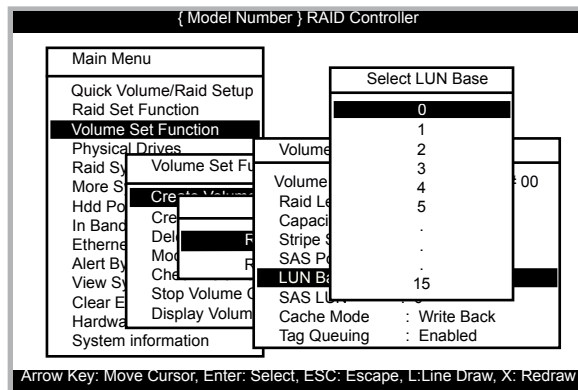 { Model Number } RAID Controller
Main Menu
Quick Volume/Raid Setup
Raid Set Function
Volume Set Function
Physical Drives
Raid Sy
More S
Hdd Po
In Band
Etherne
Alert By
View Sy
Clear E
Hardwa
System information
Volume Set Fu
Cre
Del
Mod
Che
Stop Volume C
Display Volum
R
R
Volume
Volume
00
Raid Le
Capaci
Stripe S
SAS Po
LUN Ba
SAS LUN
Cache Mode : Write Back
Tag Queuing : Enabled
Select LUN Base
0
1
2
3
4
5
.
.
.
15
Arrow Key: Move Cursor, Enter: Select, ESC: Escape, L:Line Draw, X: Redraw